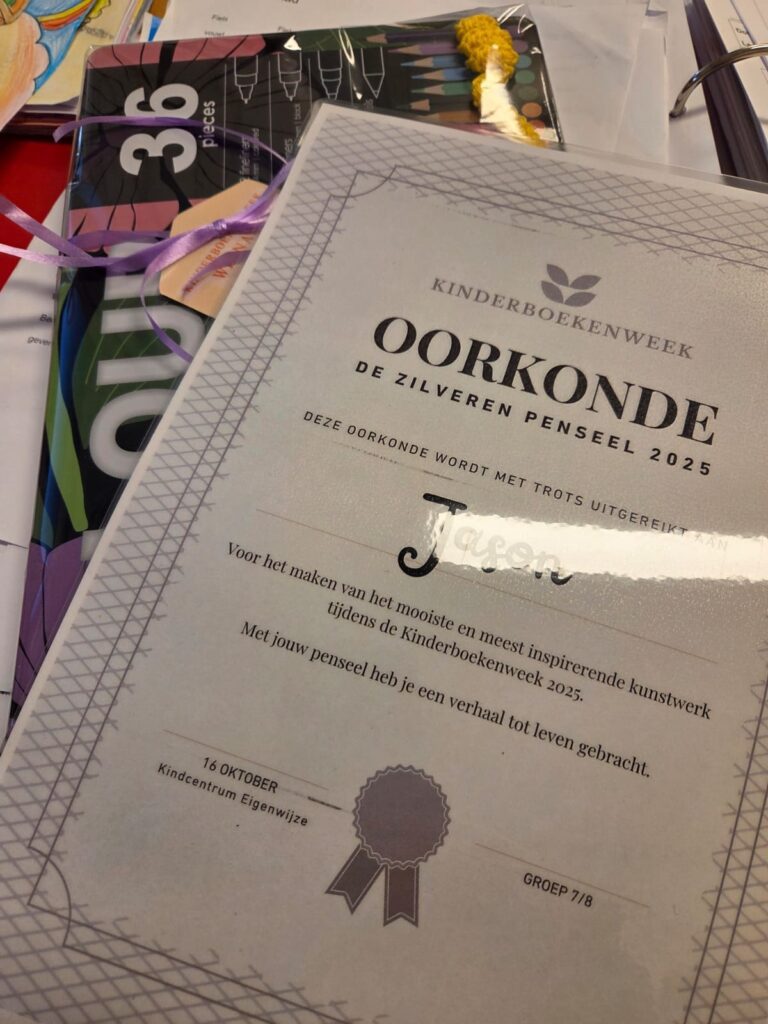 36
pieces
KINDERBOEKENWEEK
OORKONDE
DE ZILVEREN PENSEEL 2025
DEZE OORKONDE WORDT MET TROTS UITGEREIKT AAN
Jason
Voor het maken van het mooiste en meest inspirerende kunstwerk
tijdens de Kinderboekenweek 2025.
Met jouw penseel heb je een verhaal tot leven gebracht.
16 OKTOBER
Kindcentrum Eigenwijze
GROEP 7/8